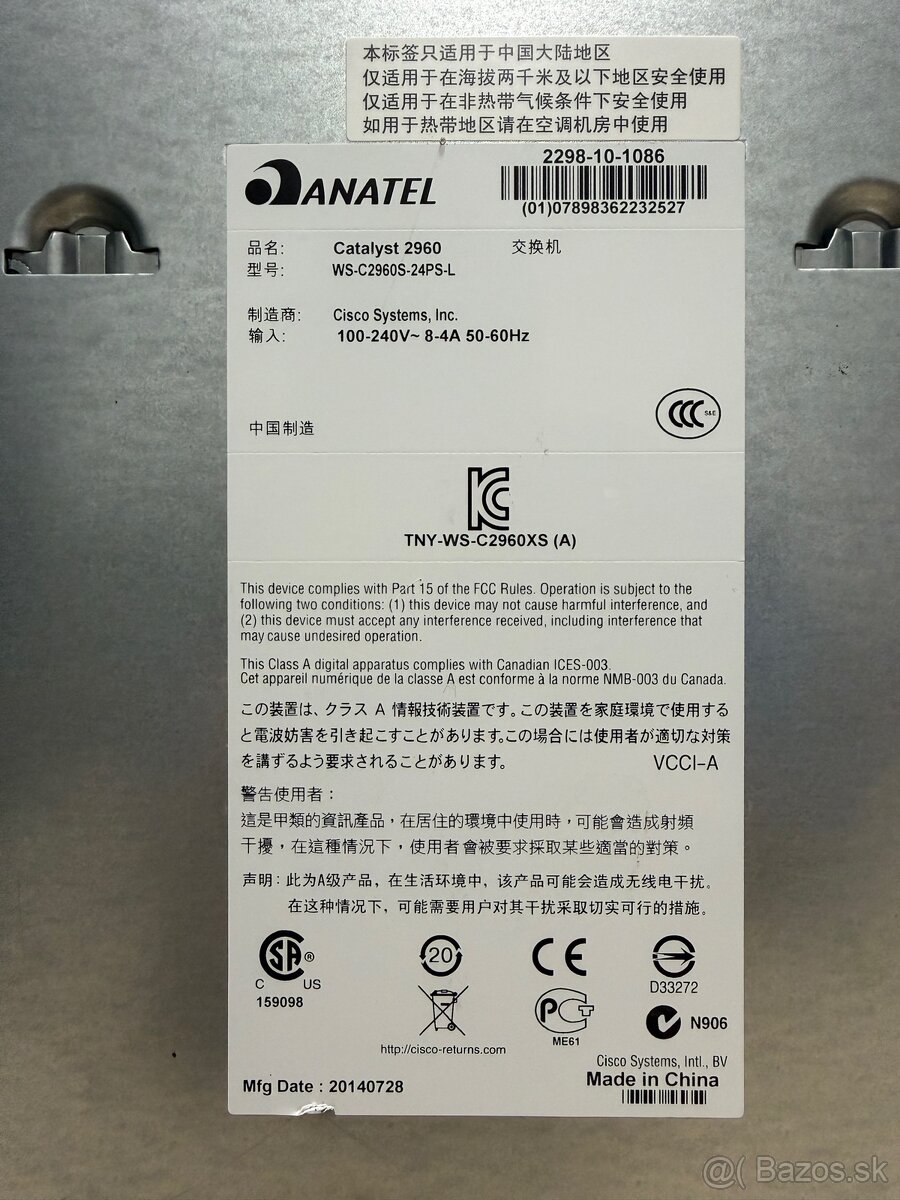 本标签只适用于中国大陆地区
仅适用于在海拔两千米及以下地区安全使用
仅适用于在非热带气候条件下安全使用
如用于热带地区请在空调机房中使用
ANATEL
2298-10-1086
(01)07898362232527
品名: Catalyst 2960 交换机
型号: WS-C2960S-24PS-L
制造商: Cisco Systems, Inc.
输入: 100-240V~ 8-4A 50-60Hz
CCC S&E
中国制造
KC
TNY-WS-C2960XS (A)
This device complies with Part 15 of the FCC Rules. Operation is subject to the
following two conditions: (1) this device may not cause harmful interference, and
(2) this device must accept any interference received, including interference that
may cause undesired operation.
This Class A digital apparatus complies with Canadian ICES-003.
Cet appareil numérique de la classe A est conforme à la norme NMB-003 du Canada.
この装置は、クラス A 情報技術装置です。この装置を家庭環境で使用する
と電波妨害を引き起こすことがあります。この場合には使用者が適切な対策
を講ずるよう要求されることがあります。 VCCI-A
警告使用者：
這是甲類的資訊產品，在居住的環境中使用時，可能會造成射頻
干擾，在這種情況下，使用者會被要求採取某些適當的對策。
声明：此为A级产品，在生活环境中，该产品可能会造成无线电干扰。
在这种情况下，可能需要用户对其干扰采取切实可行的措施。
SA ®
C US
159098
20
CE
D33272
PCT
ME61
N906
http://cisco-returns.com
Cisco Systems, Intl., BV
Mfg Date : 20140728
Made in China
@( Bazos.sk